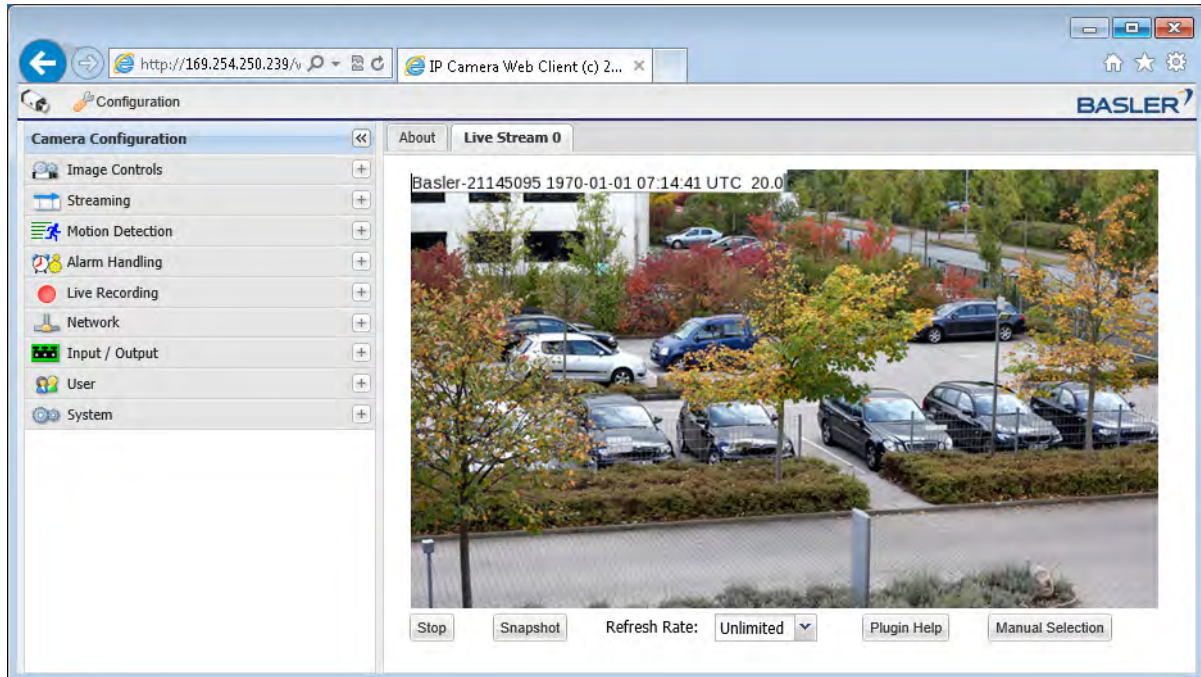 http://169.254.250.239/v
IP Camera Web Client (c) 2...
Configuration
BASLER
Camera Configuration
Image Controls
Streaming
Motion Detection
Alarm Handling
Live Recording
Network
Input / Output
User
System
About
Live Stream 0
Basler-21145095 1970-01-01 07:14:41 UTC 20.0
Stop
Snapshot
Refresh Rate:
Unlimited
Plugin Help
Manual Selection